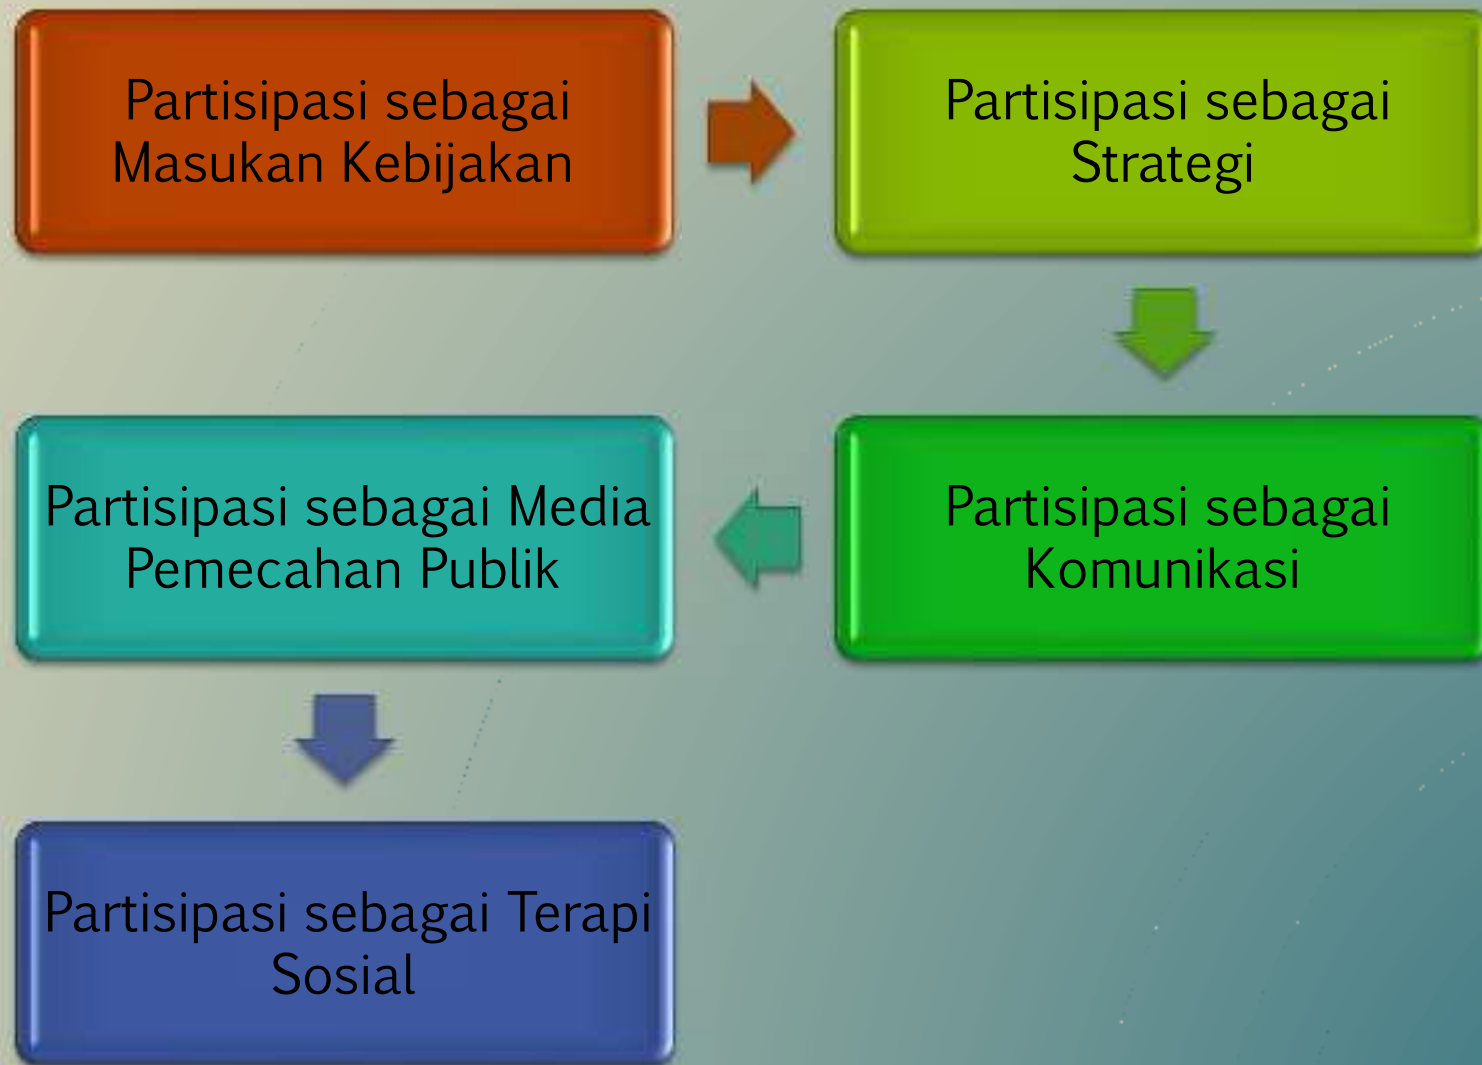 Partisipasi sebagai
Masukan Kebijakan
Partisipasi sebagai
Strategi
Partisipasi sebagai
Komunikasi
Partisipasi sebagai Media
Pemecahan Publik
Partisipasi sebagai Terapi
Sosial